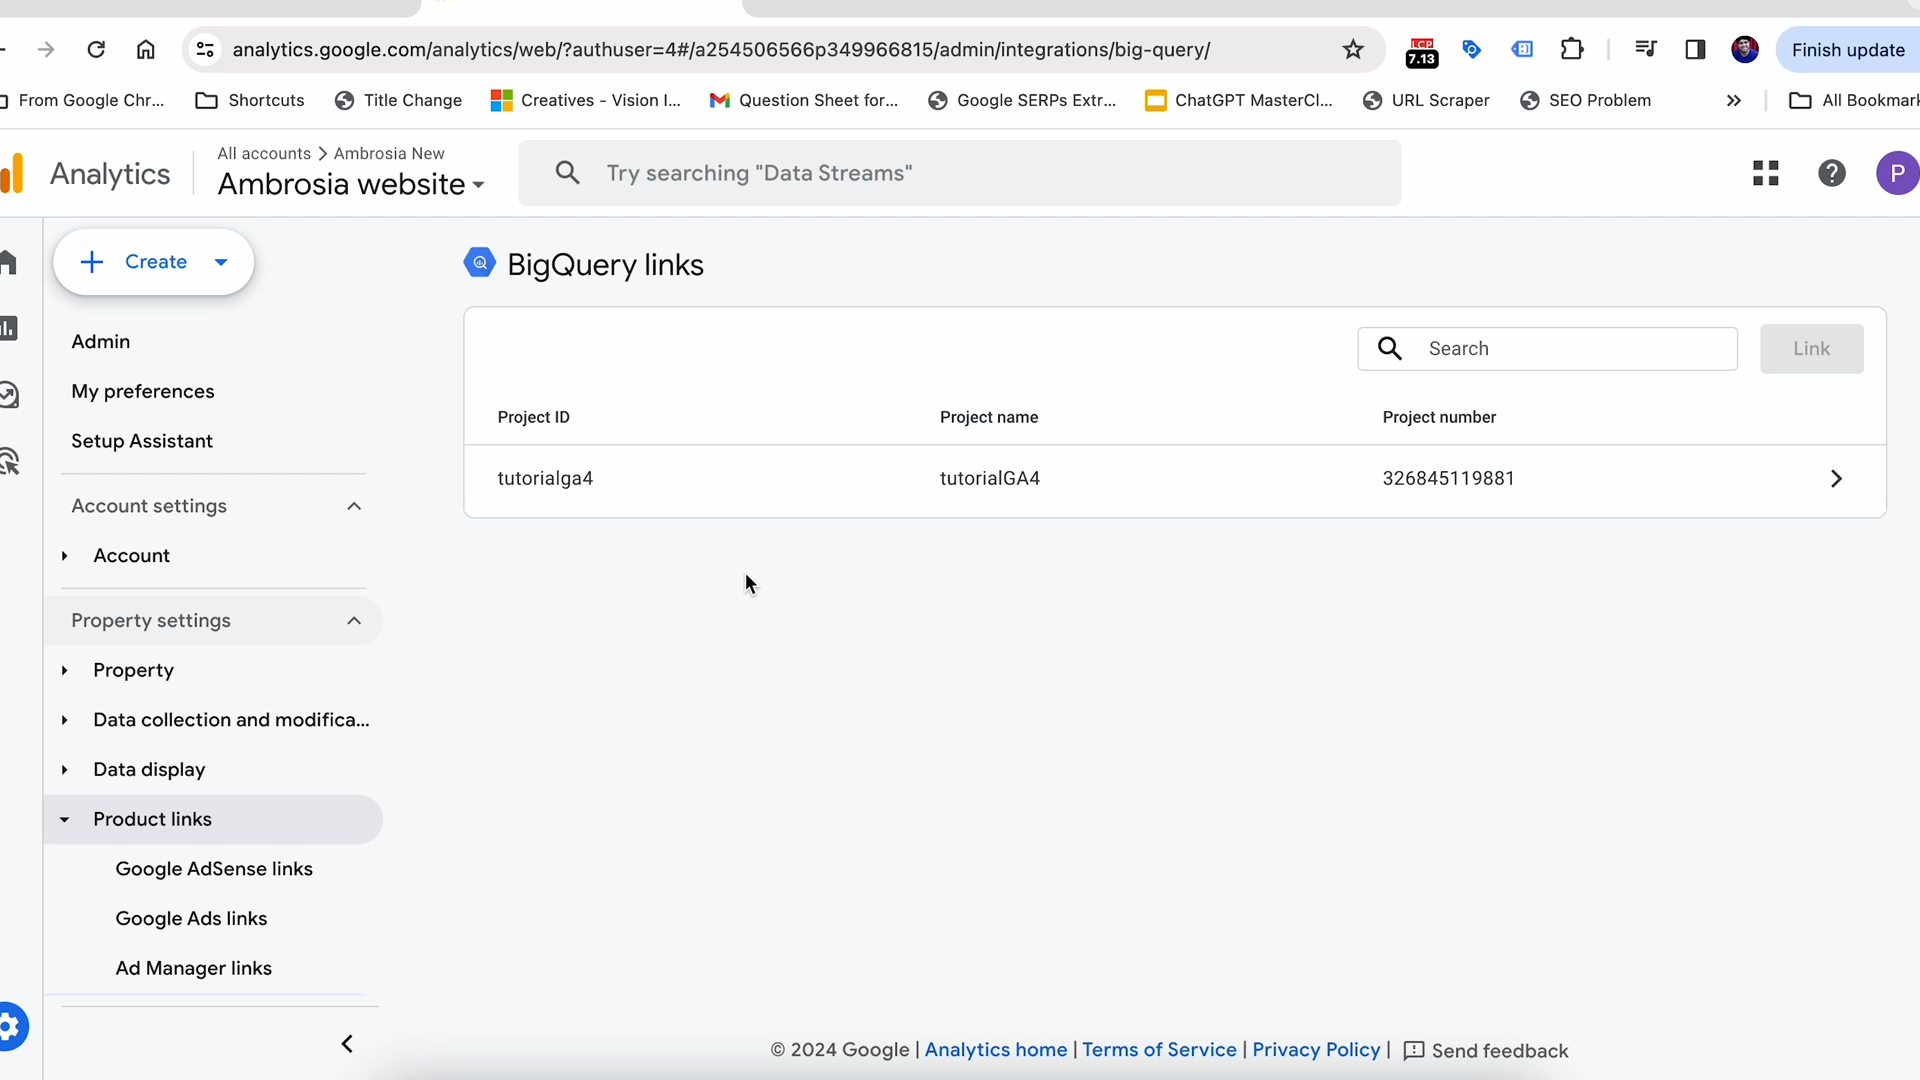 analytics.google.com/analytics/web/?authuser=4#/a254506566p349966815/admin/integrations/big-query/
LCP
7.13
Finish update
From Google Chr...
Shortcuts
Title Change
Creatives - Vision I...
Question Sheet for...
Google SERPs Extr...
ChatGPT MasterCl...
URL Scraper
SEO Problem
All Bookmark
Analytics
All accounts > Ambrosia New
Ambrosia website
Try searching "Data Streams"
P
Create
Admin
My preferences
Setup Assistant
Account settings
Account
Property settings
Property
Data collection and modifica...
Data display
Product links
Google AdSense links
Google Ads links
Ad Manager links
BigQuery links
Search
Link
Project ID
Project name
Project number
tutorialga4
tutorialGA4
326845119881
© 2024 Google | Analytics home | Terms of Service | Privacy Policy | Send feedback